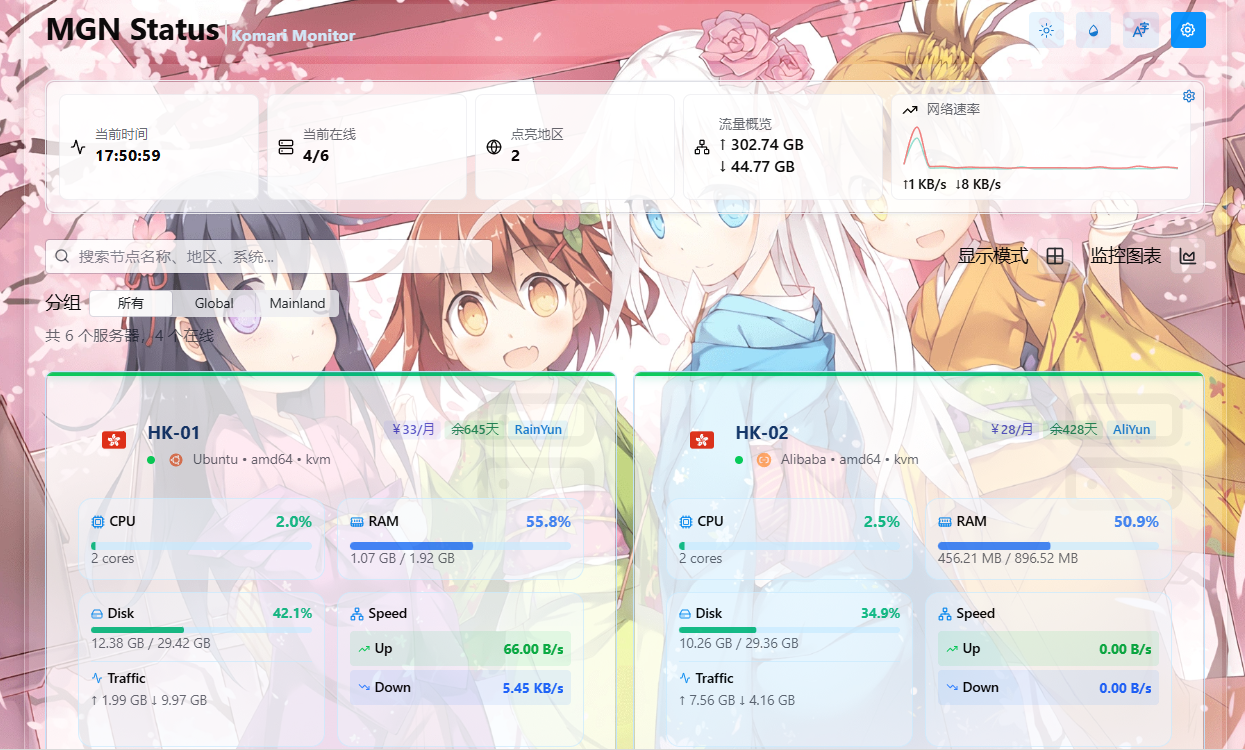 MGN Status Komari Monitor
当前时间
17:50:59
当前在线
4/6
点亮地区
2
流量概览
↑ 302.74 GB
↓ 44.77 GB
网络速率
↑1 KB/s ↓8 KB/s
搜索节点名称、地区、系统...
显示模式 监控图表
分组 所有 Global Mainland
共 6 个服务器，4 个在线
HK-01 ￥33/月 余645天 RainYun
Ubuntu • amd64 • kvm
CPU 2.0%
2 cores
RAM 55.8%
1.07 GB / 1.92 GB
Disk 42.1%
12.38 GB / 29.42 GB
Traffic
↑ 1.99 GB ↓ 9.97 GB
Speed
Up 66.00 B/s
Down 5.45 KB/s
HK-02 ￥28/月 余428天 AliYun
Alibaba • amd64 • kvm
CPU 2.5%
2 cores
RAM 50.9%
456.21 MB / 896.52 MB
Disk 34.9%
10.26 GB / 29.36 GB
Traffic
↑ 7.56 GB ↓ 4.16 GB
Speed
Up 0.00 B/s
Down 0.00 B/s